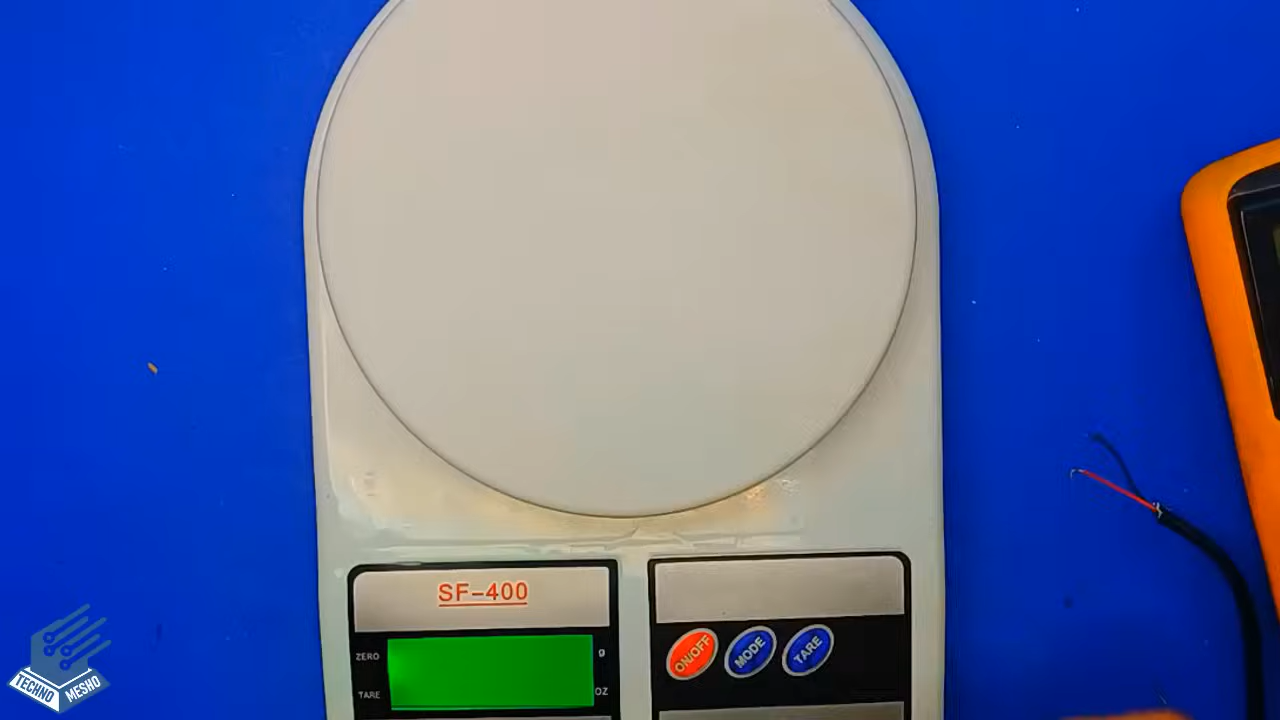 SF-400
ZERO
g
TARE
OZ
ON/OFF
MODE
TARE
TECHNO
MESHO